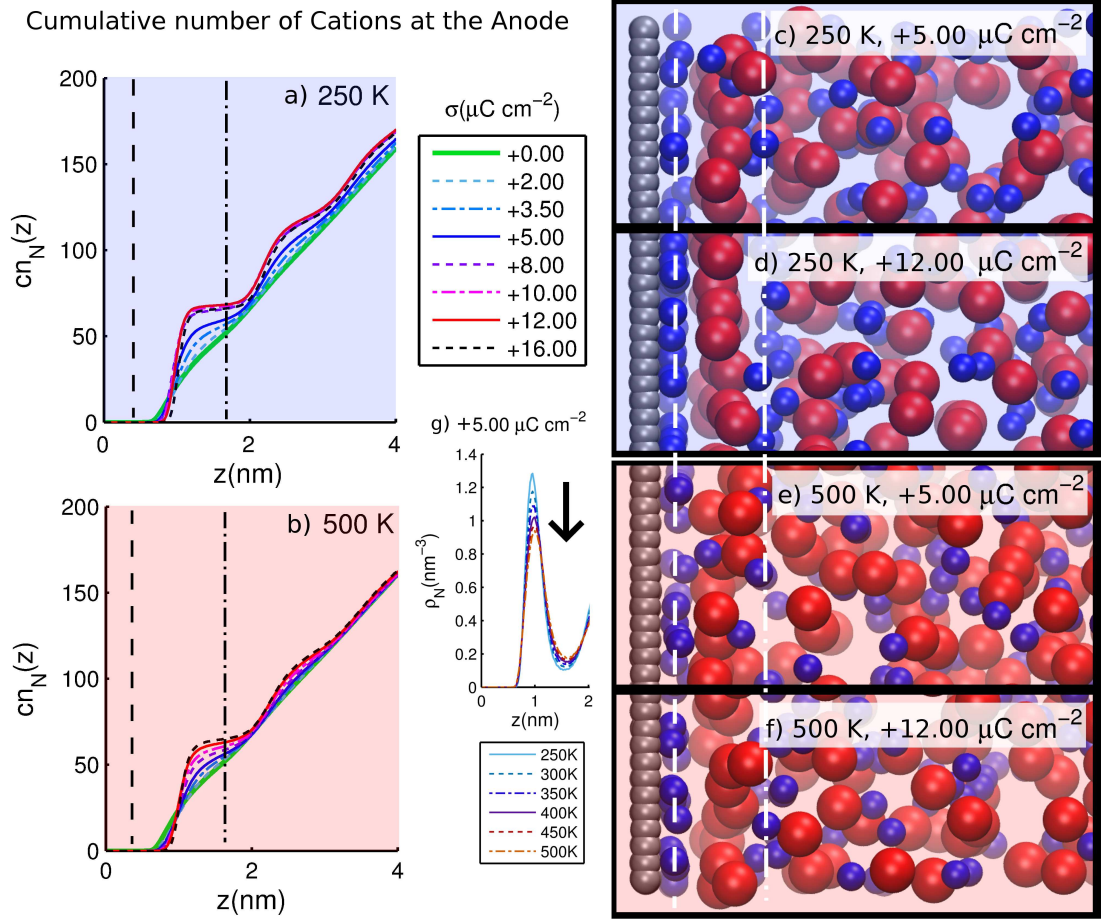 Cumulative number of Cations at the Anode
a) 250 K
200
150
100
50
0
0
2
4
cn_N(z)
z(nm)
b) 500 K
200
150
100
50
0
0
2
4
cn_N(z)
z(nm)
σ(μC cm⁻²)
+0.00
+2.00
+3.50
+5.00
+8.00
+10.00
+12.00
+16.00
g) +5.00 μC cm⁻²
1.4
1.2
1
0.8
0.6
0.4
0.2
0
0
1
2
ρ_N(nm⁻³)
z(nm)
250K
300K
350K
400K
450K
500K
c) 250 K, +5.00 μC cm⁻²
d) 250 K, +12.00 μC cm⁻²
e) 500 K, +5.00 μC cm⁻²
f) 500 K, +12.00 μC cm⁻²